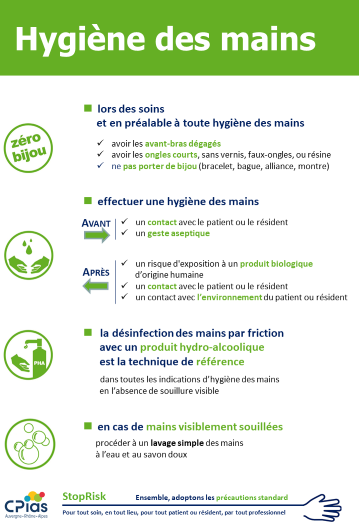 Hygiène des mains
zéro
bijou
lors des soins
et en préalable à toute hygiène des mains
✓ avoir les avant-bras dégagés
✓ avoir les ongles courts, sans vernis, faux-ongles, ou résine
✓ ne pas porter de bijou (bracelet, bague, alliance, montre)
effectuer une hygiène des mains
AVANT
✓ un contact avec le patient ou le résident
✓ un geste aseptique
APRÈS
✓ un risque d'exposition à un produit biologique
d'origine humaine
✓ un contact avec le patient ou le résident
✓ un contact avec l'environnement du patient ou résident
PHA
la désinfection des mains par friction
avec un produit hydro-alcoolique
est la technique de référence
dans toutes les indications d'hygiène des mains
en l'absence de souillure visible
en cas de mains visiblement souillées
procéder à un lavage simple des mains
à l'eau et au savon doux
CPias
Auvergne-Rhône-Alpes
StopRisk
Ensemble, adoptons les précautions standard
Pour tout soin, en tout lieu, pour tout patient ou résident, par tout professionnel